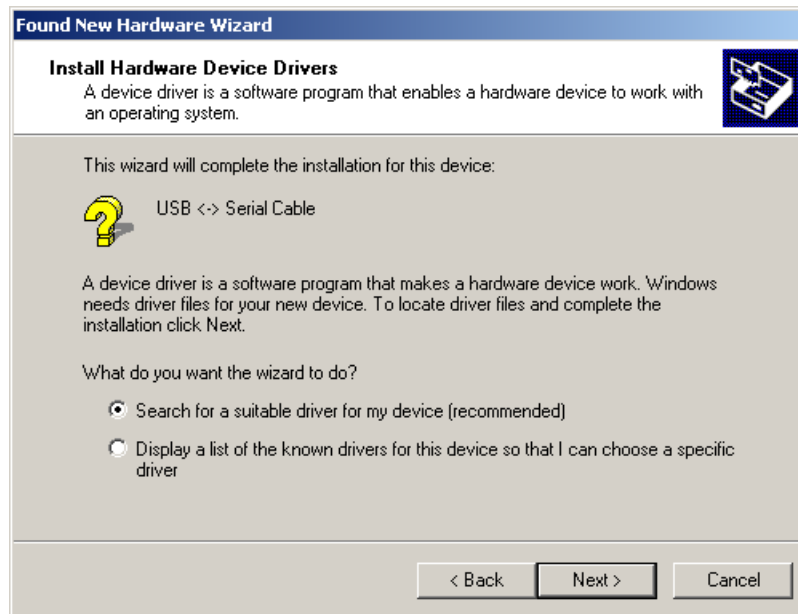 Found New Hardware Wizard
Install Hardware Device Drivers
A device driver is a software program that enables a hardware device to work with
an operating system.
This wizard will complete the installation for this device:
USB <-> Serial Cable
A device driver is a software program that makes a hardware device work. Windows
needs driver files for your new device. To locate driver files and complete the
installation click Next.
What do you want the wizard to do?
Search for a suitable driver for my device (recommended)
Display a list of the known drivers for this device so that I can choose a specific
driver
< Back Next > Cancel